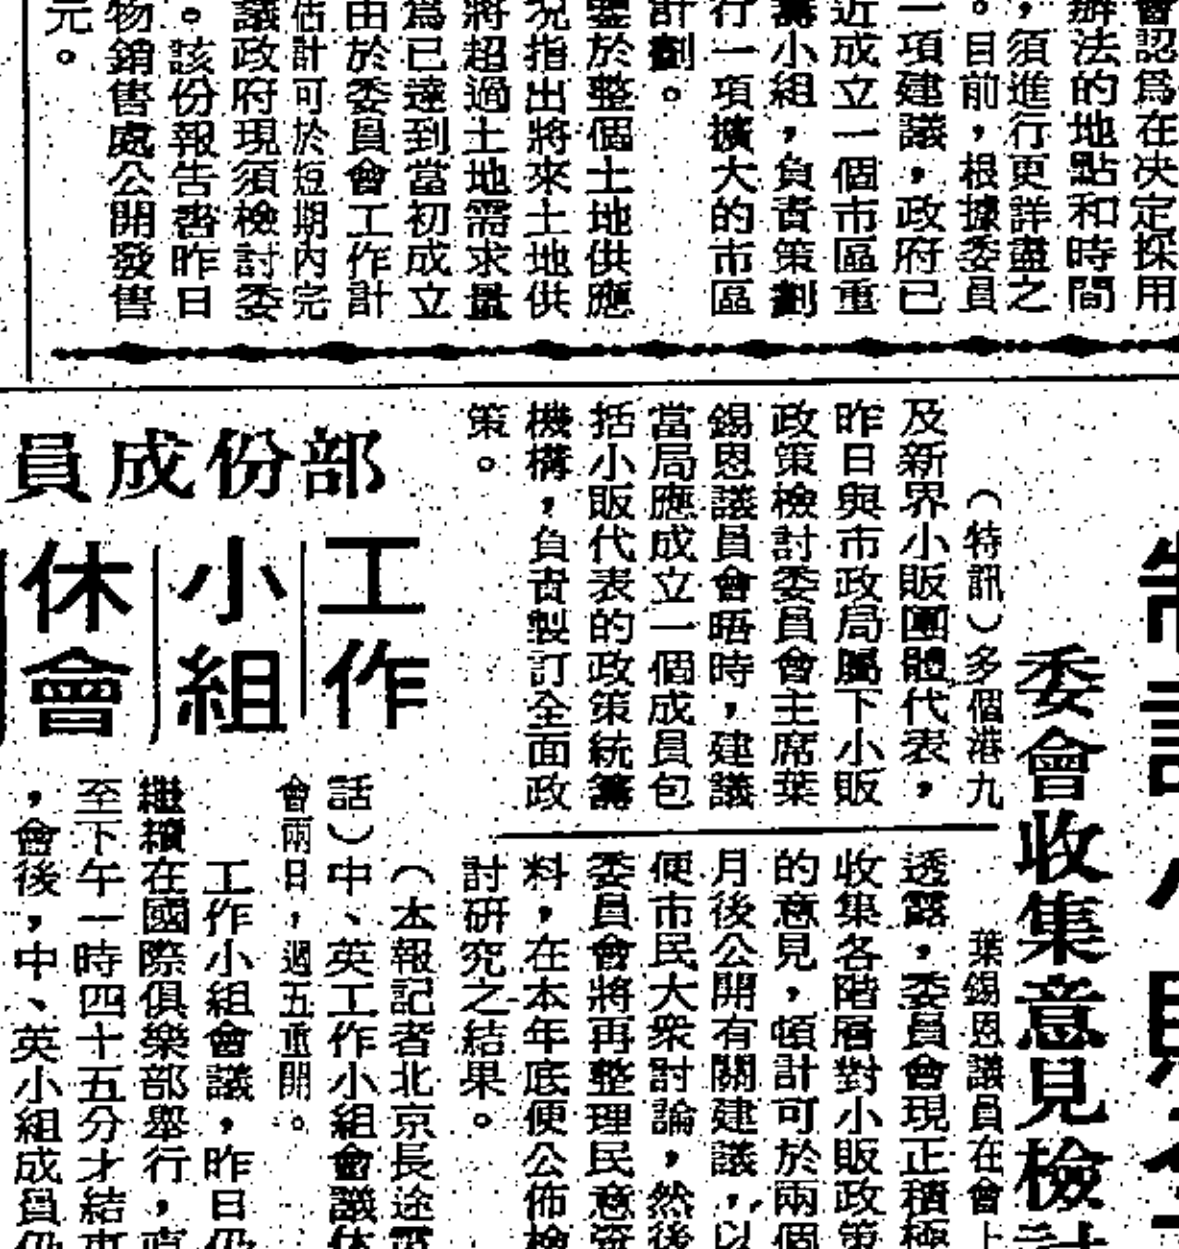 會認爲在決定採用
辦法的地點和時間
，須進行更詳盡之
。目前，根據委員
一項建議，政府已
近成立一個市區重
籌小組，負責策劃
行一項擴大的市區
計劃。
鑒於整個土地供應
況指出將來土地供
將超過土地需求量
爲已達到當初成立
由於委員會工作計
估計可於短期內完
議政府現須檢討委
。該份報告書昨日
物銷售處公開發售
元。
委會收集意見檢討
（特訊）多個港九
及新界小販團體代表，
昨日與市政局屬下小販
政策檢討委員會主席葉
錫恩議員會晤時，建議
當局應成立一個成員包
括小販代表的政策統籌
機構，負責製訂全面政
策。
葉錫恩議員在會上
透露，委員會現正積極
收集各階層對小販政策
的意見，頓計可於兩個
月後公開有關建議，以
便市民大衆討論，然後
委員會將再整理民意資
料，在本年底便公佈檢
討研究之結果。
部份成員
工作
小組
休會
（本報記者北京長途電
話）中、英工作小組會議休
會兩日，週五重開。
工作小組會議，昨日仍
繼續在國際俱樂部舉行，直
至下午一時四十五分才結束
，會後，中、英小組成員仍